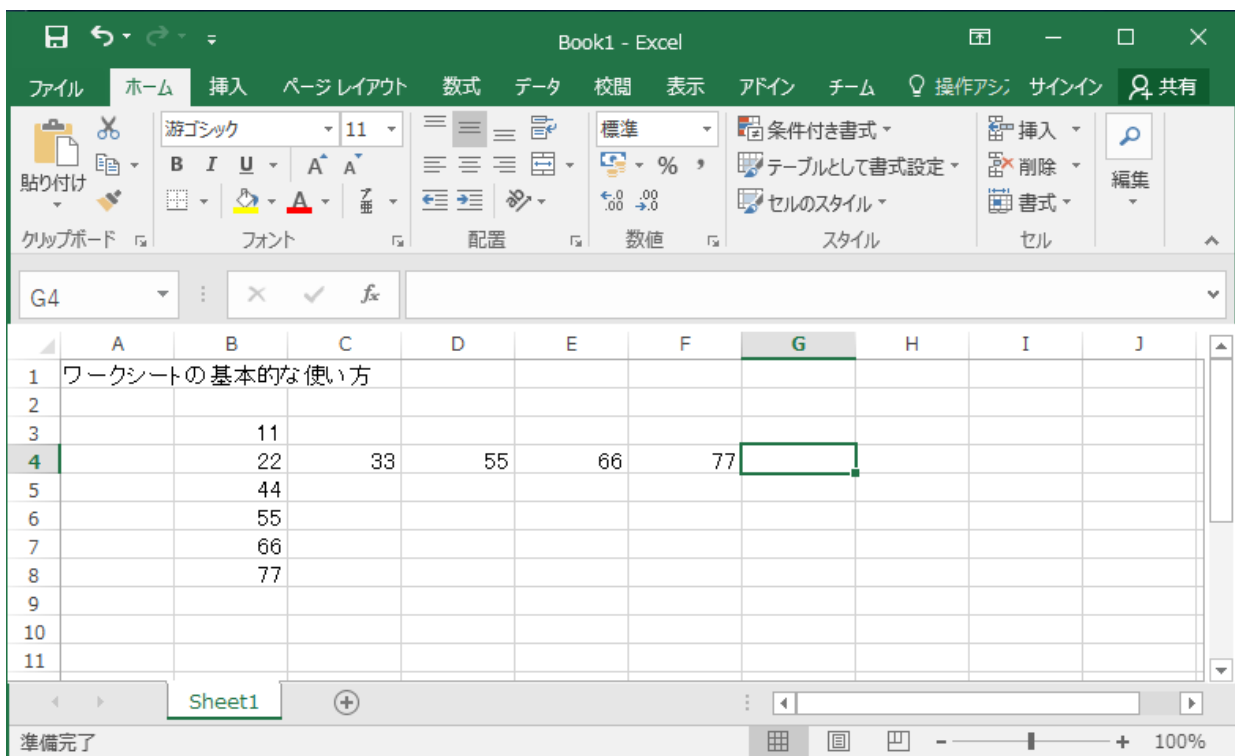 Book1 - Excel
ファイル ホーム 挿入 ページ レイアウト 数式 データ 校閲 表示 アドイン チーム 操作アシ サインイン 共有
貼り付け
クリップボード
游ゴシック 11
B I U A A 亜
フォント
配置
標準
% ,
数値
条件付き書式
テーブルとして書式設定
セルのスタイル
スタイル
挿入
削除
書式
セル
編集
G4 fx
A B C D E F G H I J
1 ワークシートの基本的な使い方
2
3 11
4 22 33 55 66 77
5 44
6 55
7 66
8 77
9
10
11
Sheet1
準備完了 100%